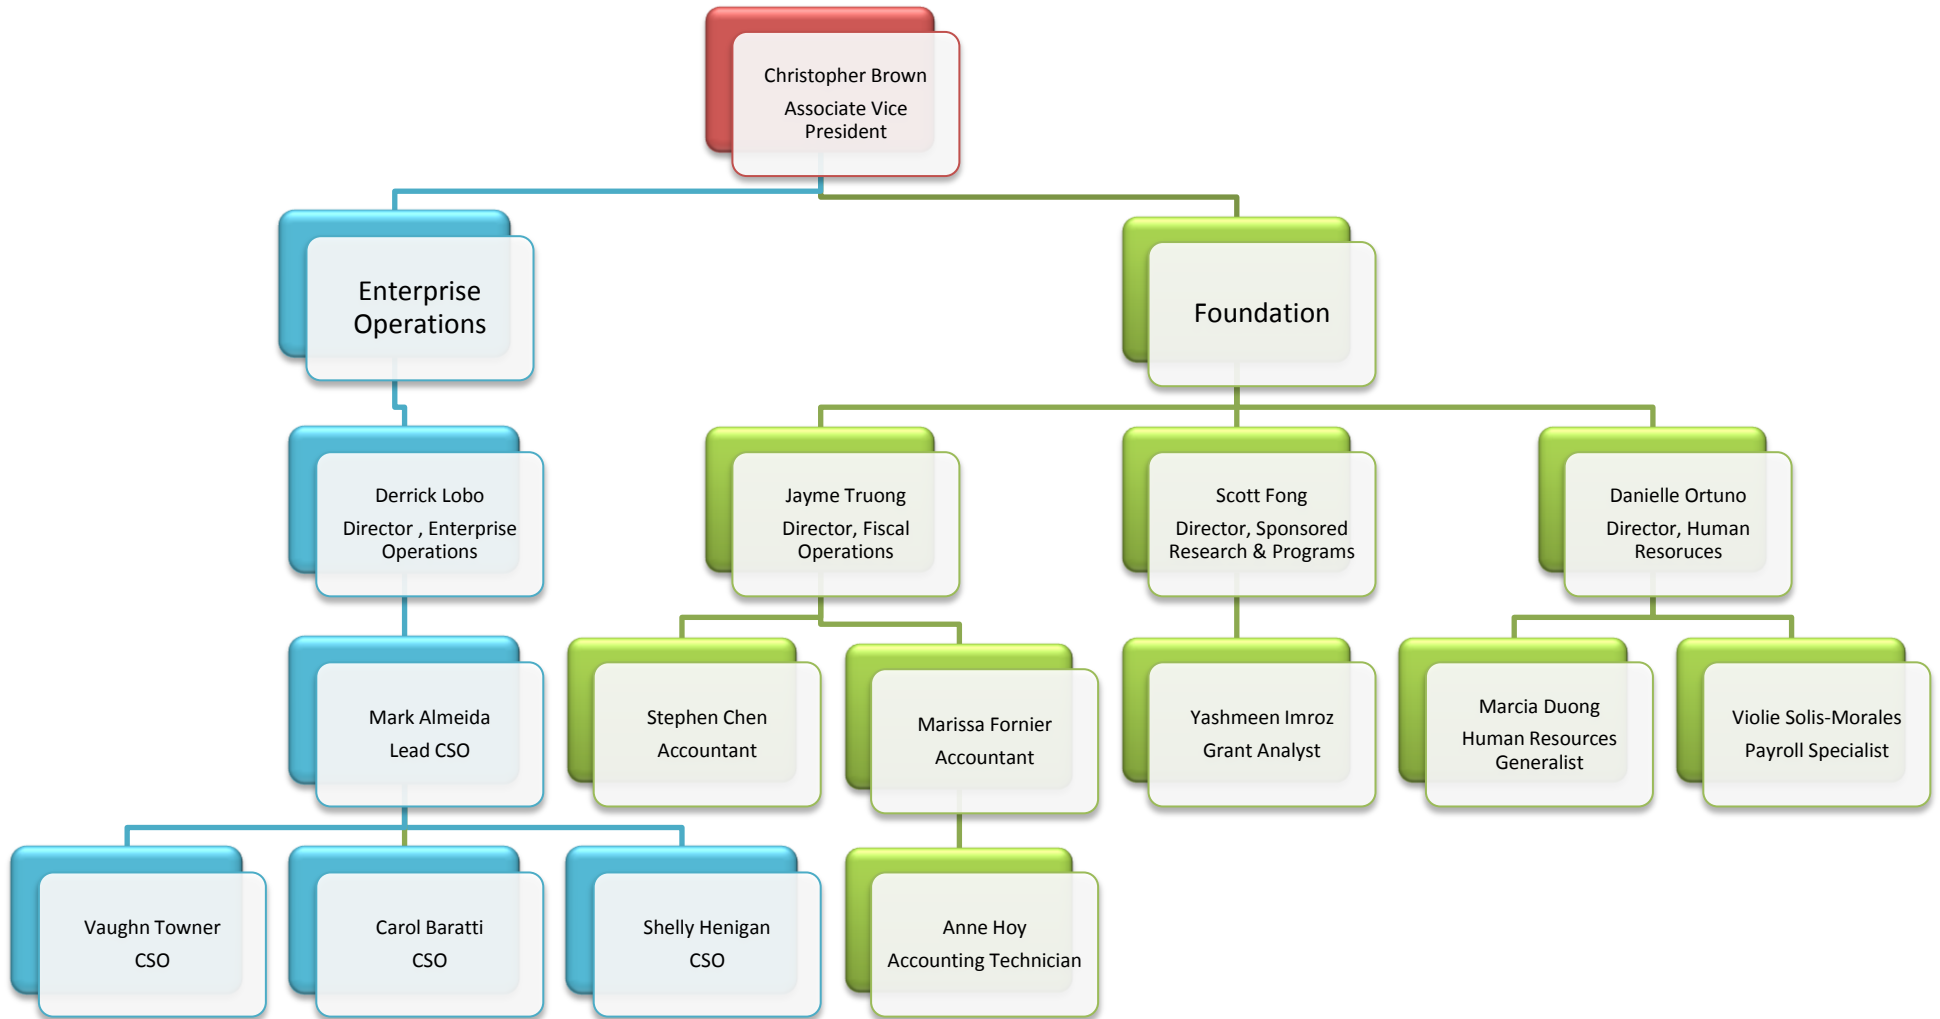 Christopher Brown
Associate Vice
President
Enterprise
Operations
Foundation
Derrick Lobo
Director , Enterprise
Operations
Jayme Truong
Director, Fiscal
Operations
Scott Fong
Director, Sponsored
Research & Programs
Danielle Ortuno
Director, Human
Resoruces
Mark Almeida
Lead CSO
Stephen Chen
Accountant
Marissa Fornier
Accountant
Yashmeen Imroz
Grant Analyst
Marcia Duong
Human Resources
Generalist
Violie Solis-Morales
Payroll Specialist
Vaughn Towner
CSO
Carol Baratti
CSO
Shelly Henigan
CSO
Anne Hoy
Accounting Technician